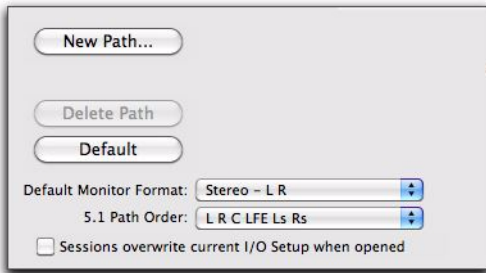 New Path...
Delete Path
Default
Default Monitor Format: Stereo – L R
5.1 Path Order: L R C LFE Ls Rs
Sessions overwrite current I/O Setup when opened